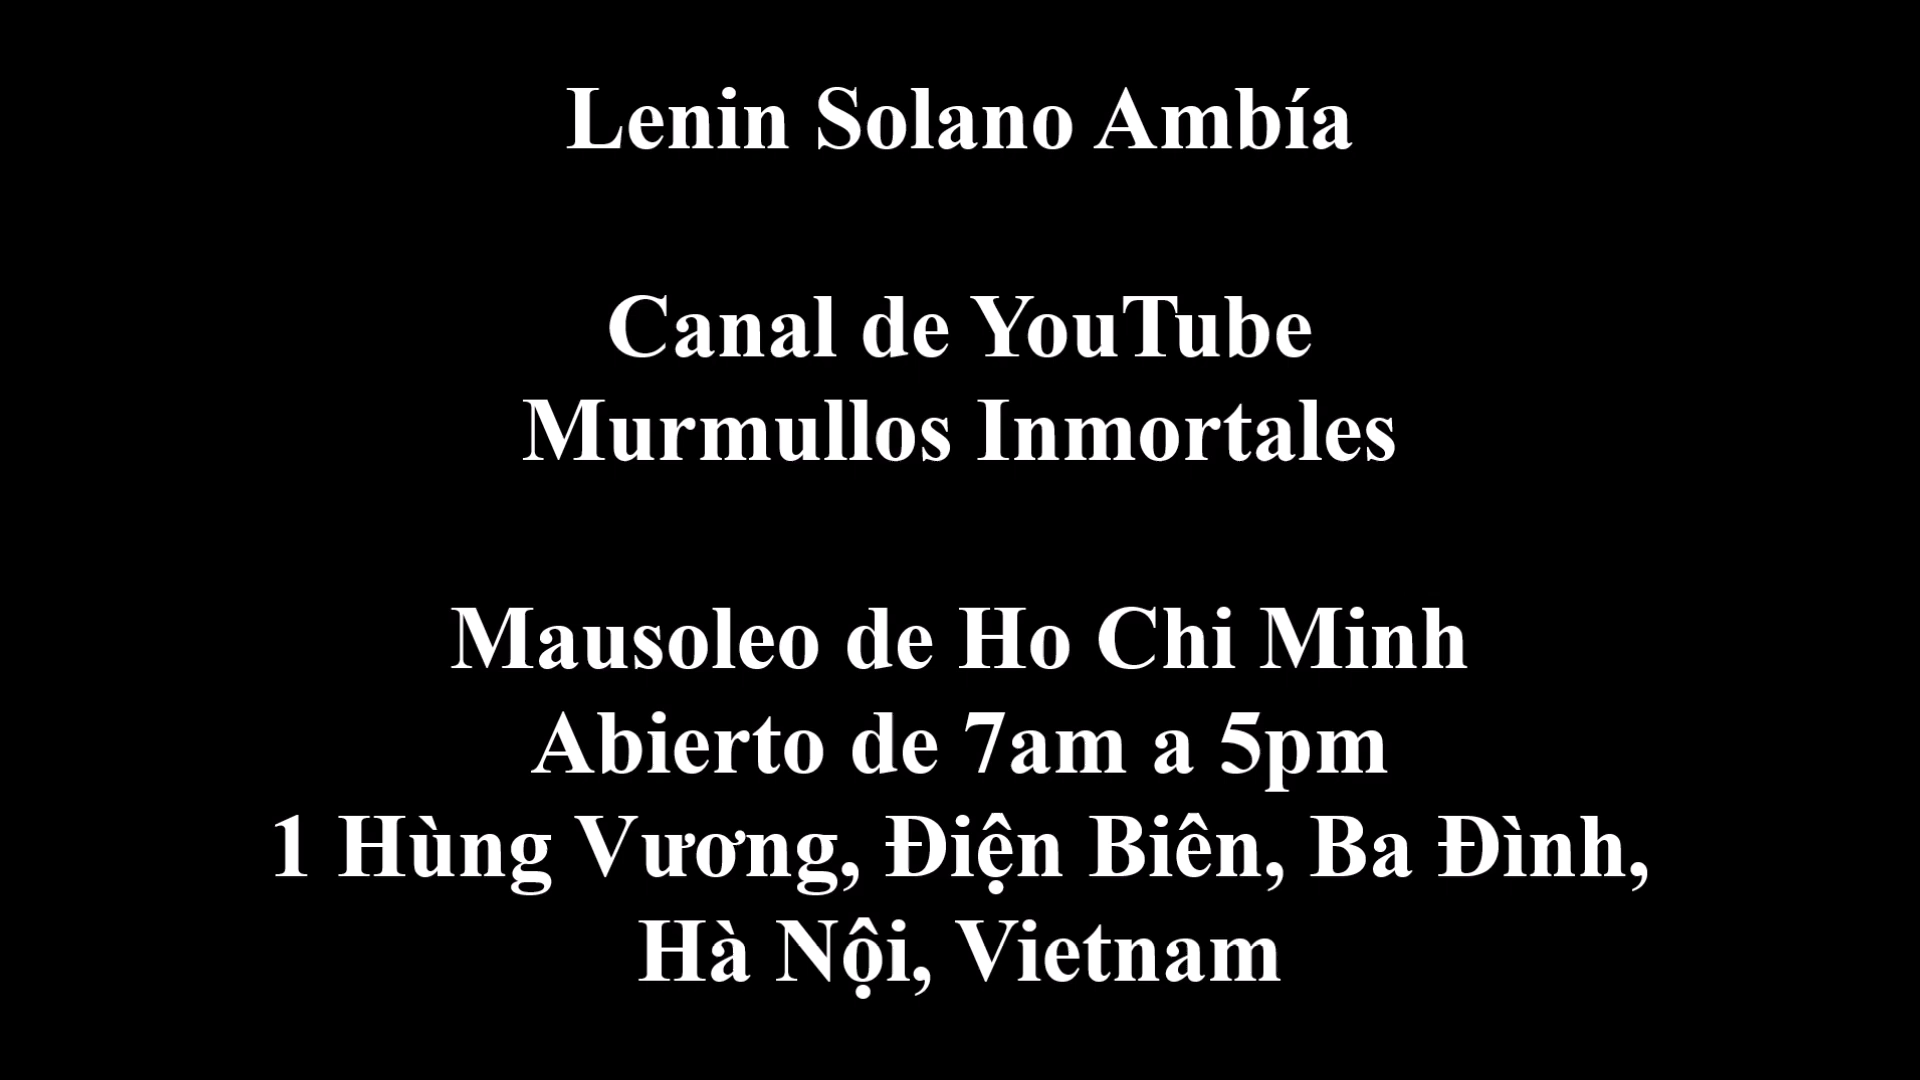 Lenin Solano Ambía
Canal de YouTube
Murmullos Inmortales
Mausoleo de Ho Chi Minh
Abierto de 7am a 5pm
1 Hùng Vương, Điện Biên, Ba Đình,
Hà Nội, Vietnam